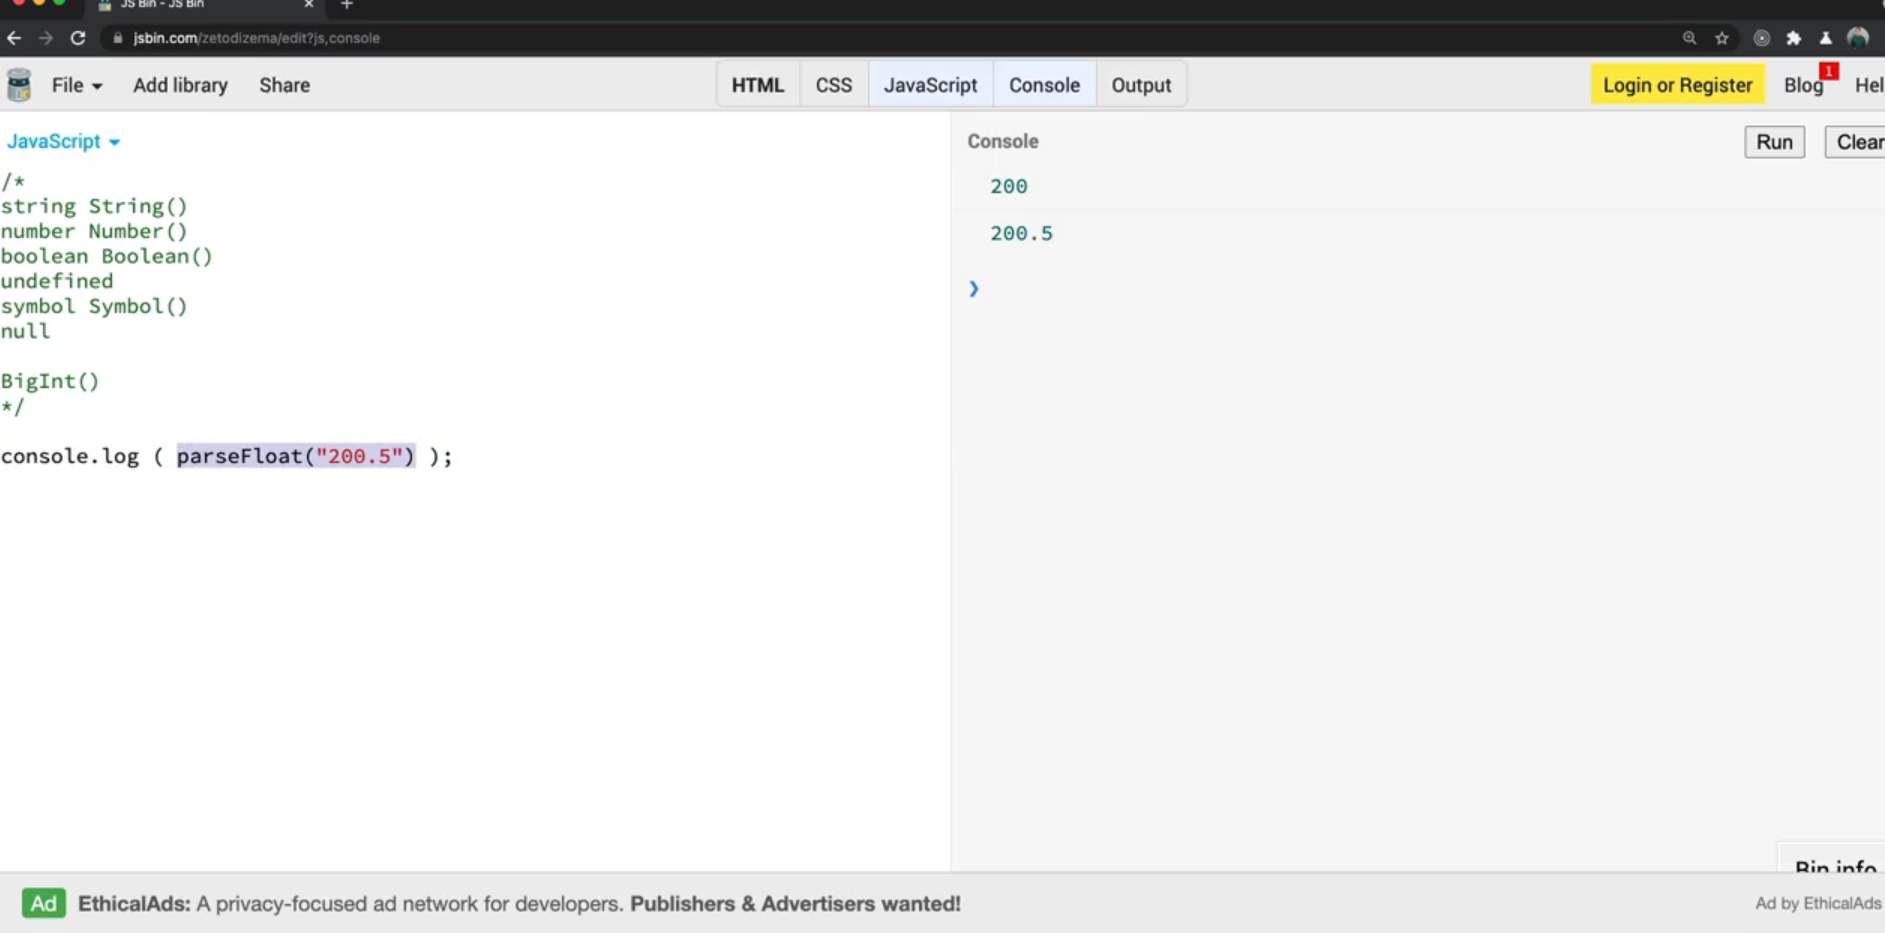 JS Bin - JS Bin
jsbin.com/zetodizema/edit?js,console
File
Add library
Share
HTML
CSS
JavaScript
Console
Output
Login or Register
Blog
1
Hel
JavaScript
/*
string String()
number Number()
boolean Boolean()
undefined
symbol Symbol()
null
BigInt()
*/
console.log ( parseFloat("200.5") );
Console
Run
Clear
200
200.5
Bin info
Ad
EthicalAds: A privacy-focused ad network for developers. Publishers & Advertisers wanted!
Ad by EthicalAds